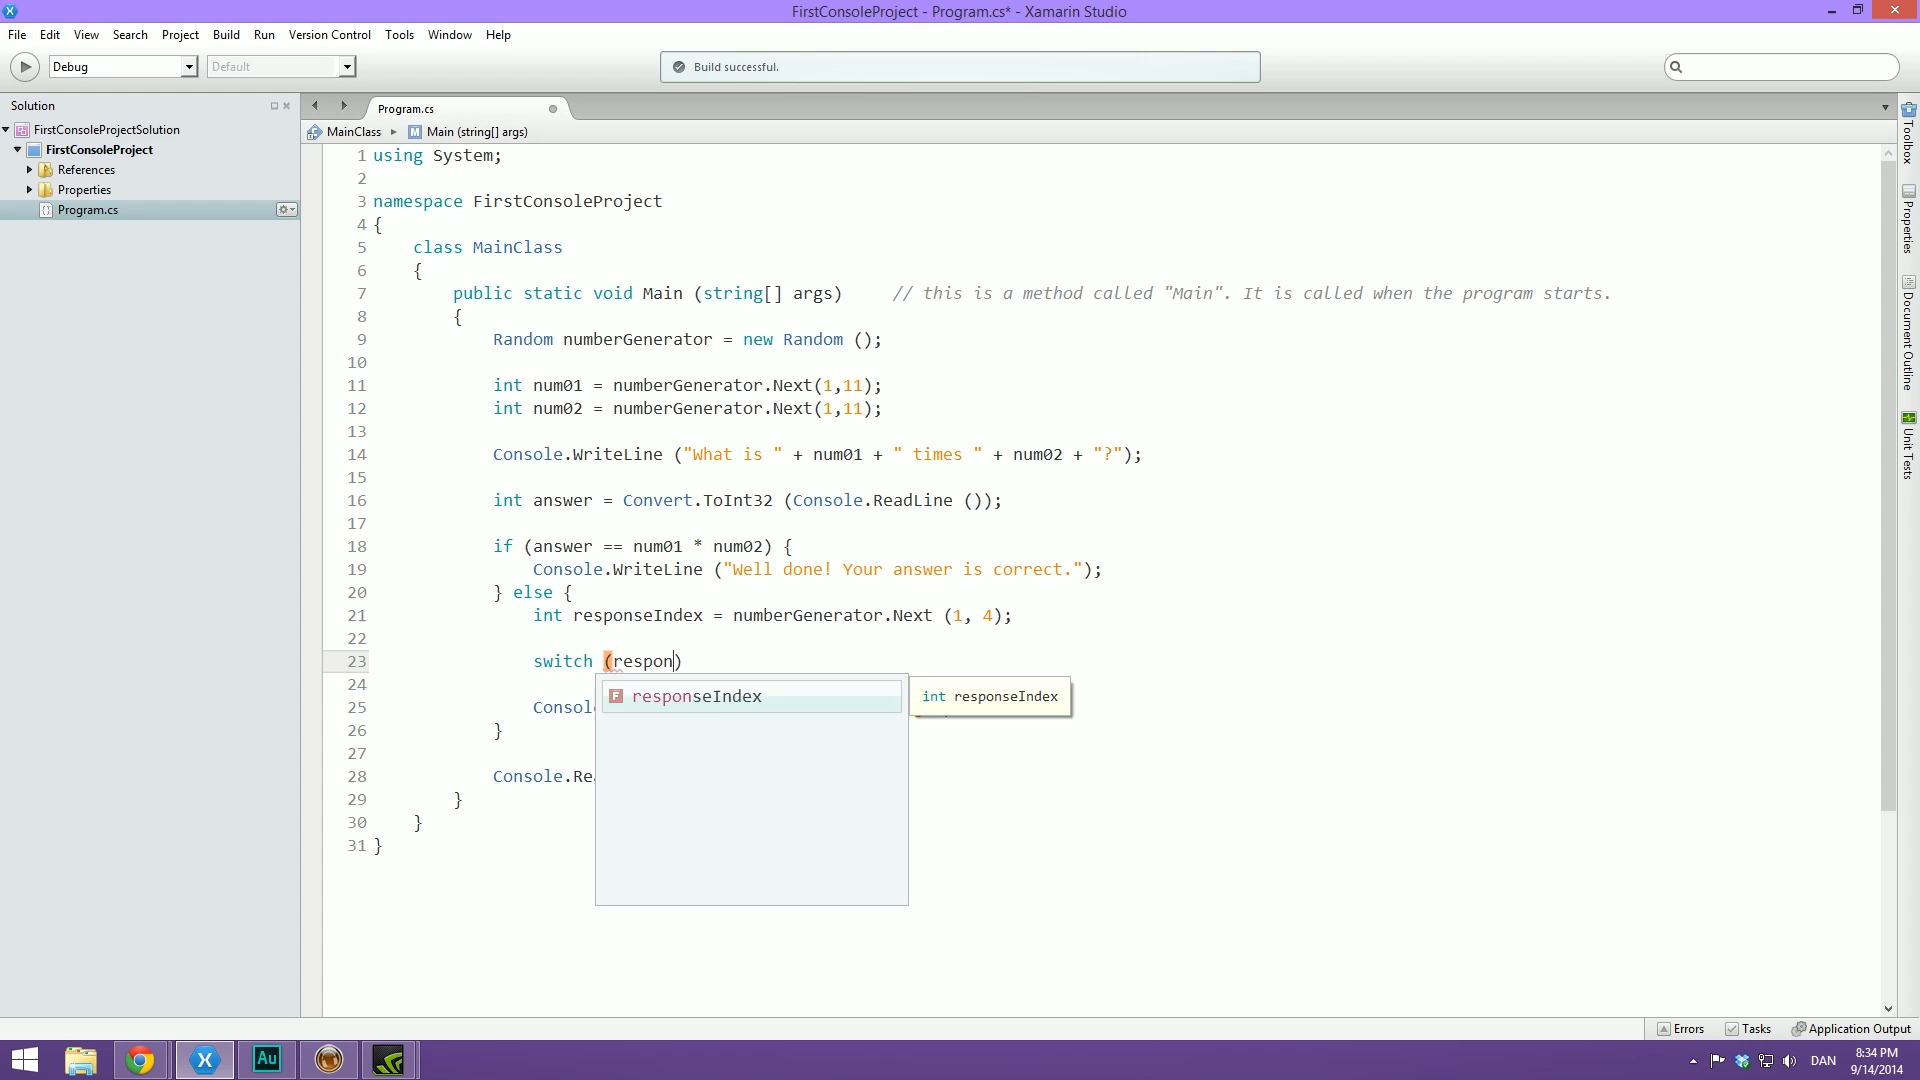 FirstConsoleProject - Program.cs* - Xamarin Studio
File Edit View Search Project Build Run Version Control Tools Window Help
Debug Default Build successful.
Solution
FirstConsoleProjectSolution
FirstConsoleProject
References
Properties
Program.cs
Program.cs
MainClass Main (string[] args)
1 using System;
2
3 namespace FirstConsoleProject
4 {
5 class MainClass
6 {
7 public static void Main (string[] args) // this is a method called "Main". It is called when the program starts.
8 {
9 Random numberGenerator = new Random ();
10
11 int num01 = numberGenerator.Next(1,11);
12 int num02 = numberGenerator.Next(1,11);
13
14 Console.WriteLine ("What is " + num01 + " times " + num02 + "?");
15
16 int answer = Convert.ToInt32 (Console.ReadLine ());
17
18 if (answer == num01 * num02) {
19 Console.WriteLine ("Well done! Your answer is correct.");
20 } else {
21 int responseIndex = numberGenerator.Next (1, 4);
22
23 switch (respon)
24
25 Consol
26 }
27
28 Console.Re
29 }
30 }
31 }
responseIndex
int responseIndex
Toolbox
Properties
Document Outline
Unit Tests
Errors Tasks Application Output
Au
DAN
8:34 PM
9/14/2014